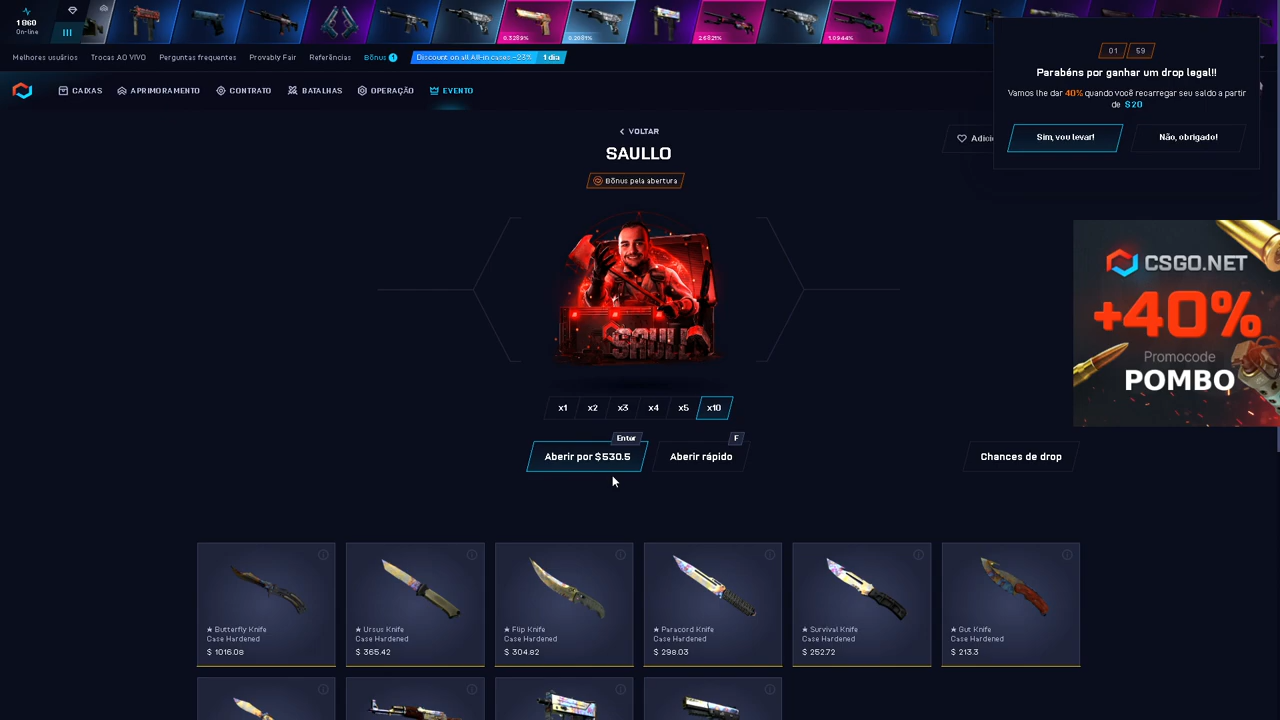 1 860
On-line
0.3289%
0.2681%
2.6821%
1.0944%
Melhores usuários
Trocas AO VIVO
Perguntas frequentes
Provably Fair
Referências
Bônus
Discount on all All-in cases -23%
1 dia
CAIXAS
APRIMORAMENTO
CONTRATO
BATALHAS
OPERAÇÃO
EVENTO
01 59
Parabéns por ganhar um drop legal!!
Vamos lhe dar 40% quando você recarregar seu saldo a partir
de $20
Sim, vou levar!
Não, obrigado!
VOLTAR
SAULLO
Bônus pela abertura
Adicio
SAULLO
CSGO.NET
+40%
Promocode
POMBO
x1
x2
x3
x4
x5
x10
Enter
F
Aberir por $530.5
Aberir rápido
Chances de drop
★ Butterfly Knife
Case Hardened
$ 1016.08
★ Ursus Knife
Case Hardened
$ 365.42
★ Flip Knife
Case Hardened
$ 304.82
★ Paracord Knife
Case Hardened
$ 298.03
★ Survival Knife
Case Hardened
$ 252.72
★ Gut Knife
Case Hardened
$ 213.3